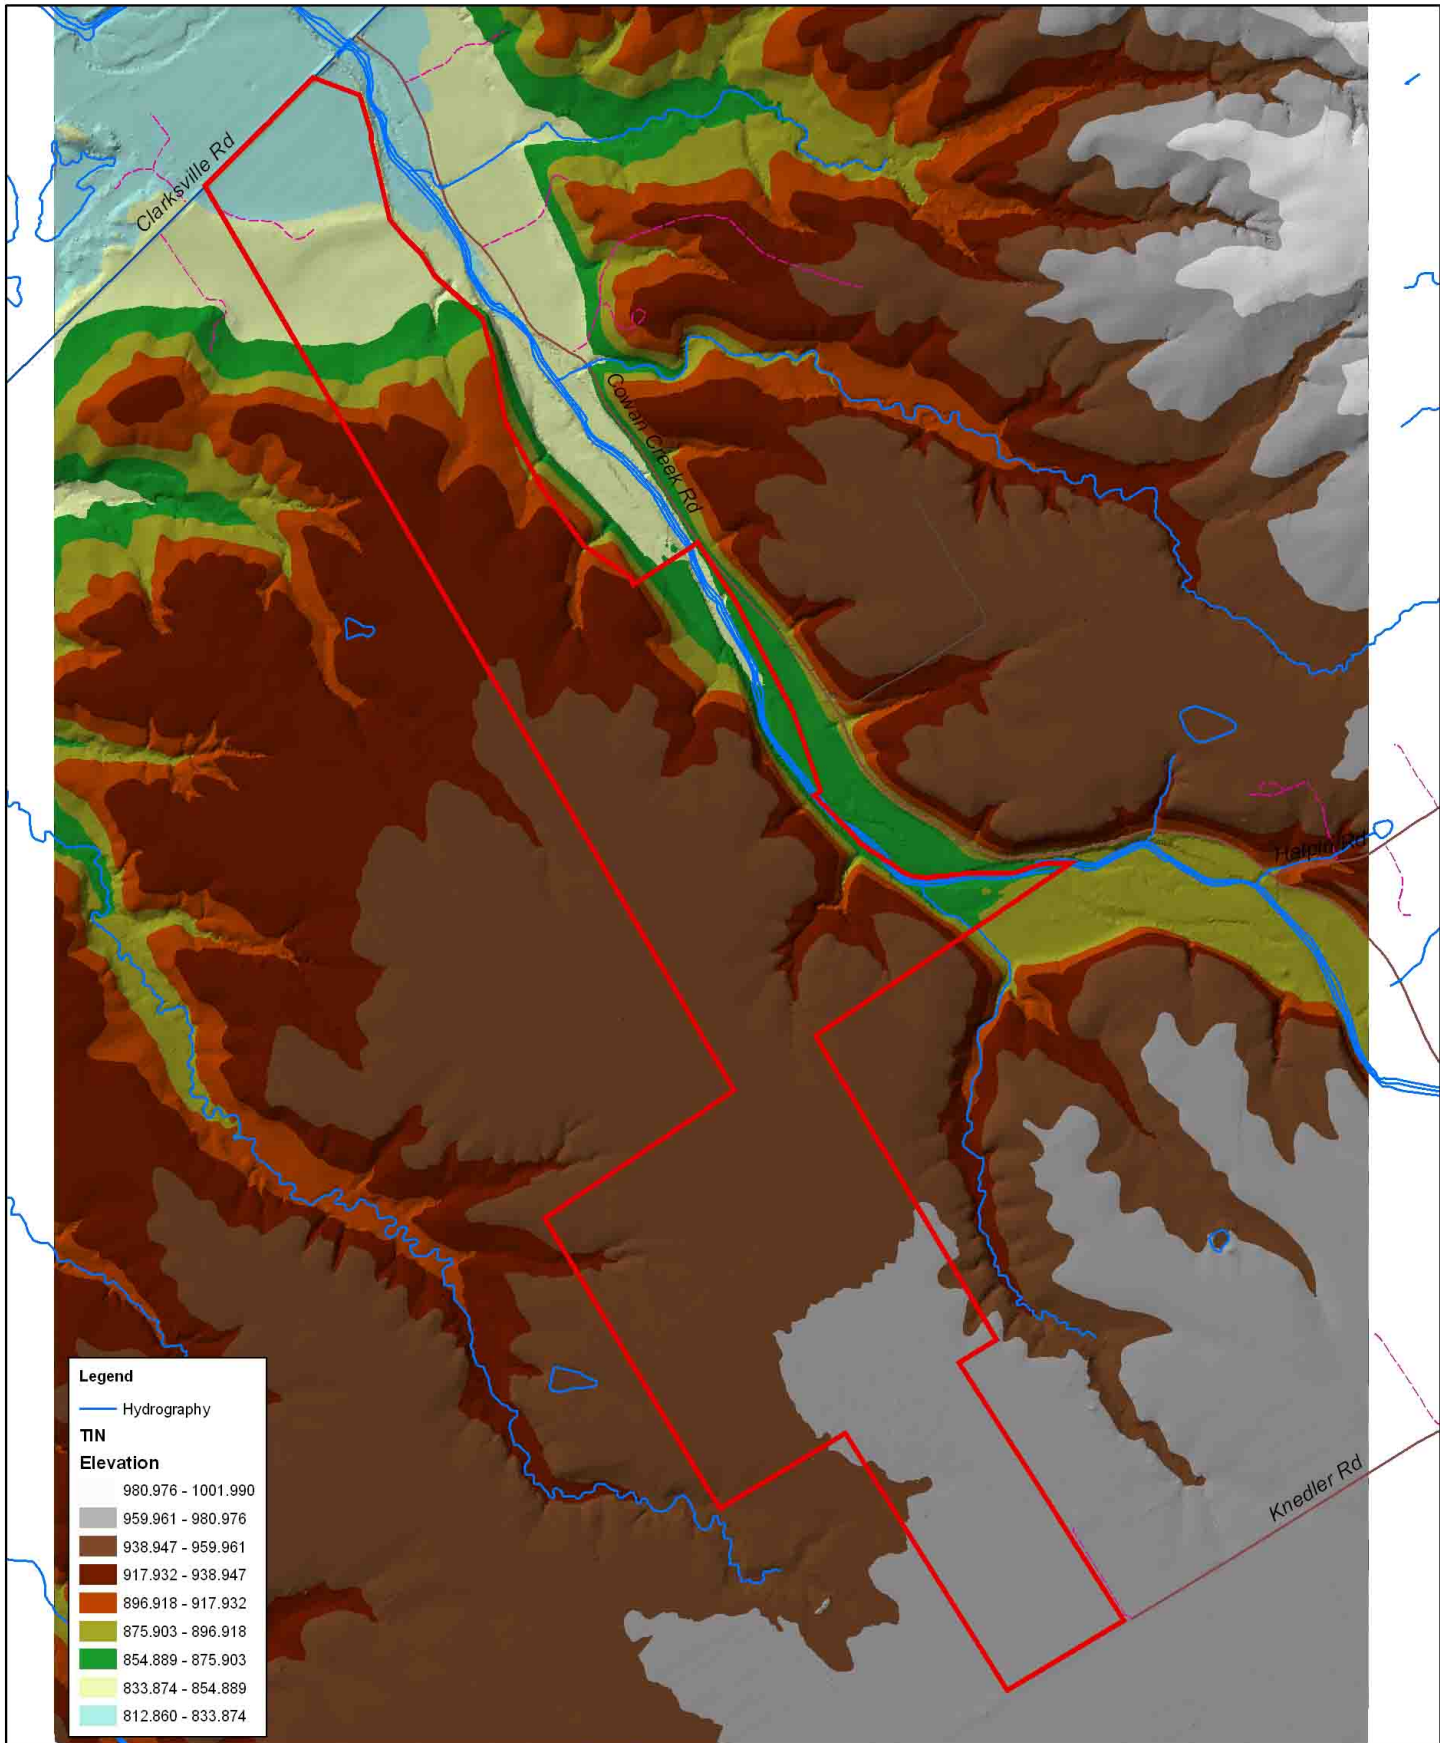 Clarksville Rd
Cowan Creek Rd
Halpin Rd
Knedler Rd
Legend
Hydrography
TIN
Elevation
980.976 - 1001.990
959.961 - 980.976
938.947 - 959.961
917.932 - 938.947
896.918 - 917.932
875.903 - 896.918
854.889 - 875.903
833.874 - 854.889
812.860 - 833.874